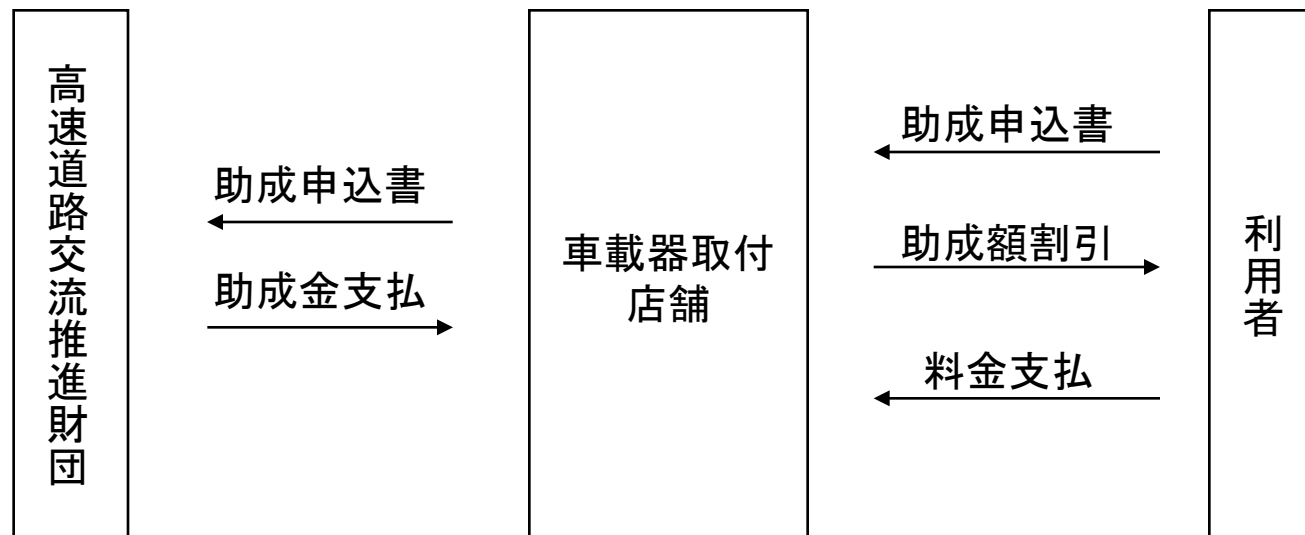 高速道路交流推進財団
助成申込書
助成金支払
車載器取付
店舗
助成申込書
助成額割引
料金支払
利用者